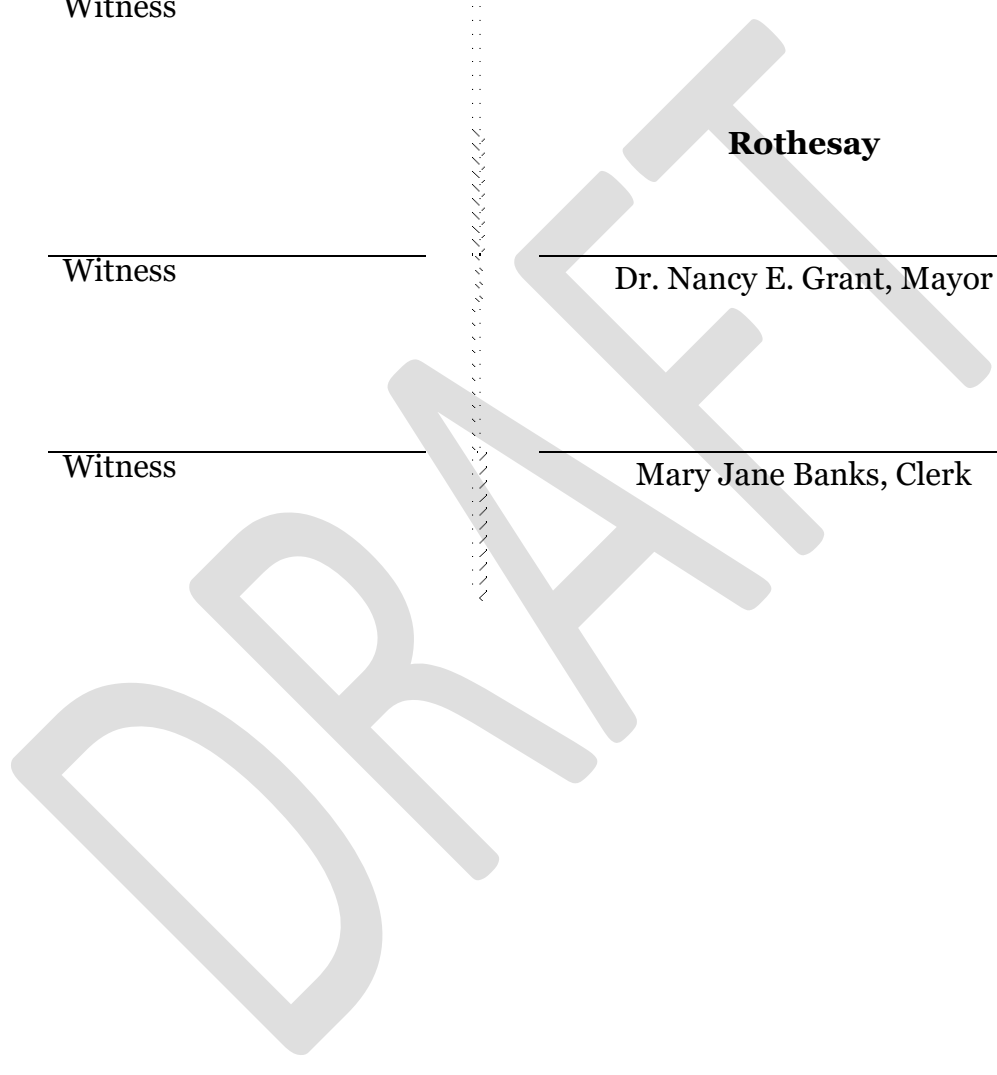 Witness
Rothesay
Witness
Dr. Nancy E. Grant, Mayor
Witness
Mary Jane Banks, Clerk
DRAFT